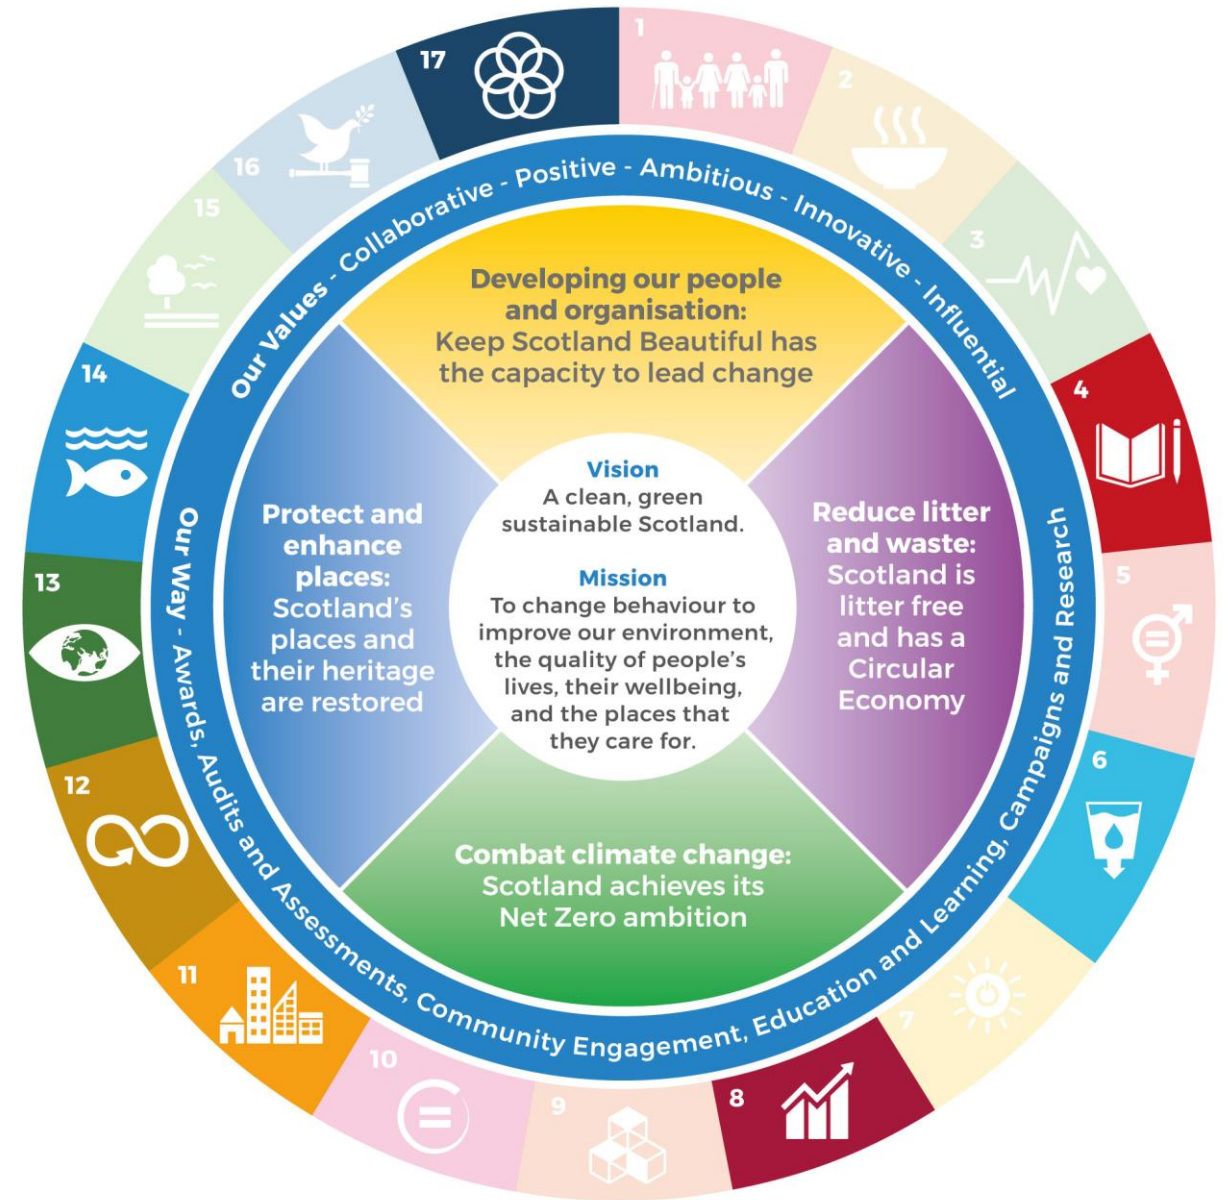 1
2
3
4
5
6
7
8
9
10
11
12
13
14
15
16
17
Our Values - Collaborative - Positive - Ambitious - Innovative - Influential
Our Way - Awards, Audits and Assessments, Community Engagement, Education and Learning, Campaigns and Research
Developing our people
and organisation:
Keep Scotland Beautiful has
the capacity to lead change
Protect and
enhance
places:
Scotland's
places and
their heritage
are restored
Vision
A clean, green
sustainable Scotland.
Mission
To change behaviour to
improve our environment,
the quality of people's
lives, their wellbeing,
and the places that
they care for.
Reduce litter
and waste:
Scotland is
litter free
and has a
Circular
Economy
Combat climate change:
Scotland achieves its
Net Zero ambition